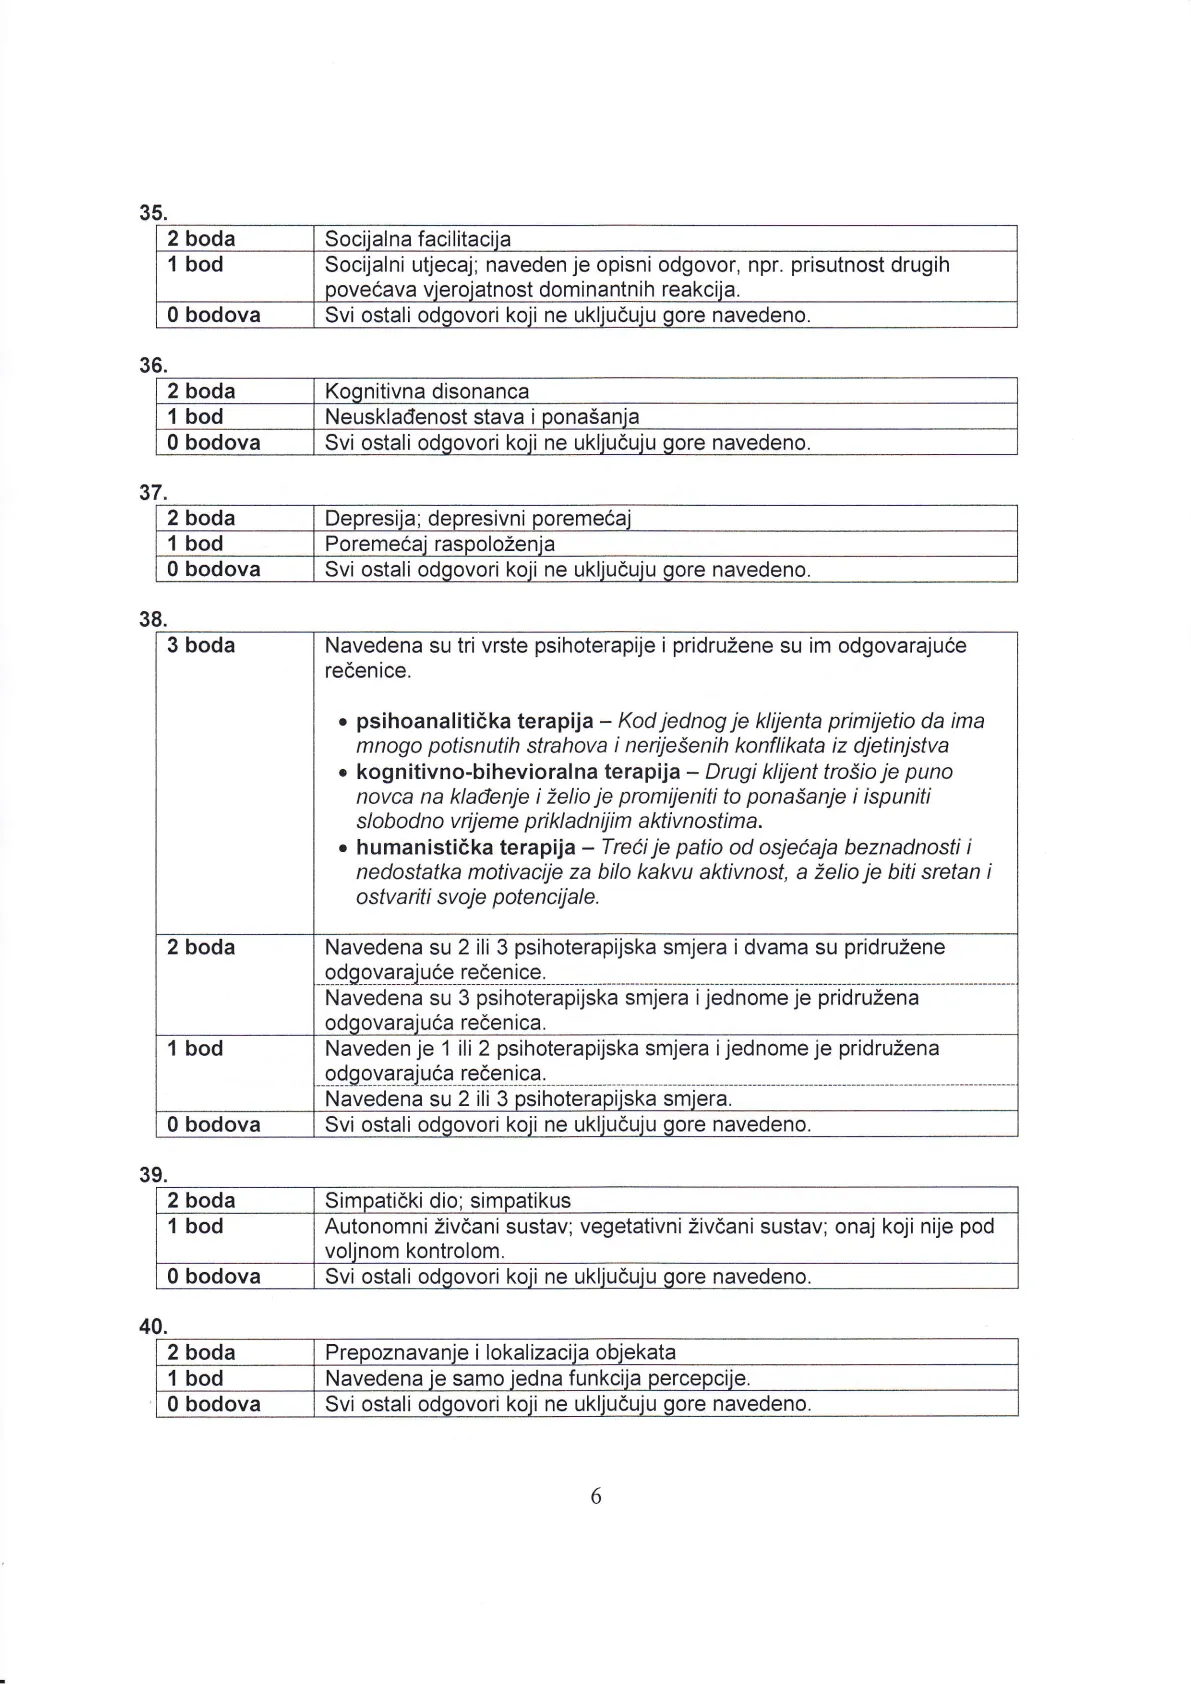 35.
2 boda Socijalna facilitacija
1 bod Socijalni utjecaj; naveden je opisni odgovor, npr. prisutnost drugih
povećava vjerojatnost dominantnih reakcija.
0 bodova Svi ostali odgovori koji ne uključuju gore navedeno.
36.
2 boda Kognitivna disonanca
1 bod Neusklađenost stava i ponašanja
0 bodova Svi ostali odgovori koji ne uključuju gore navedeno.
37.
2 boda Depresija; depresivni poremećaj
1 bod Poremećaj raspoloženja
0 bodova Svi ostali odgovori koji ne uključuju gore navedeno.
38.
3 boda Navedena su tri vrste psihoterapije i pridružene su im odgovarajuće
rečenice.
• psihoanalitička terapija – Kod jednog je klijenta primijetio da ima
mnogo potisnutih strahova i neriješenih konflikata iz djetinjstva
• kognitivno-bihevioralna terapija – Drugi klijent trošio je puno
novca na klađenje i želio je promijeniti to ponašanje i ispuniti
slobodno vrijeme prikladnijim aktivnostima.
• humanistička terapija – Treći je patio od osjećaja beznadnosti i
nedostatka motivacije za bilo kakvu aktivnost, a želio je biti sretan i
ostvariti svoje potencijale.
2 boda Navedena su 2 ili 3 psihoterapijska smjera i dvama su pridružene
odgovarajuće rečenice.
Navedena su 3 psihoterapijska smjera i jednome je pridružena
odgovarajuća rečenica.
1 bod Naveden je 1 ili 2 psihoterapijska smjera i jednome je pridružena
odgovarajuća rečenica.
Navedena su 2 ili 3 psihoterapijska smjera.
0 bodova Svi ostali odgovori koji ne uključuju gore navedeno.
39.
2 boda Simpatički dio; simpatikus
1 bod Autonomni živčani sustav; vegetativni živčani sustav; onaj koji nije pod
voljnom kontrolom.
0 bodova Svi ostali odgovori koji ne uključuju gore navedeno.
40.
2 boda Prepoznavanje i lokalizacija objekata
1 bod Navedena je samo jedna funkcija percepcije.
0 bodova Svi ostali odgovori koji ne uključuju gore navedeno.
6